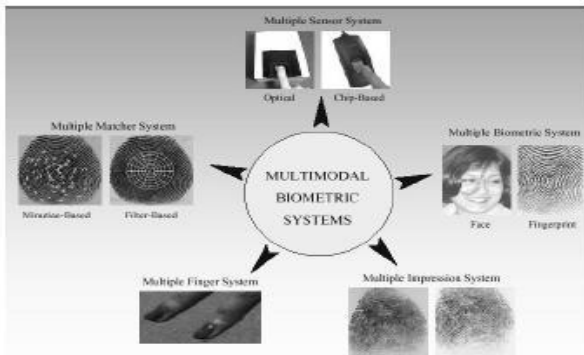 Multiple Sensor System
Optical
Chip-Based
Multiple Matcher System
Minutiae-Based
Filter-Based
MULTIMODAL
BIOMETRIC
SYSTEMS
Multiple Biometric System
Face
Fingerprint
Multiple Finger System
Multiple Impression System